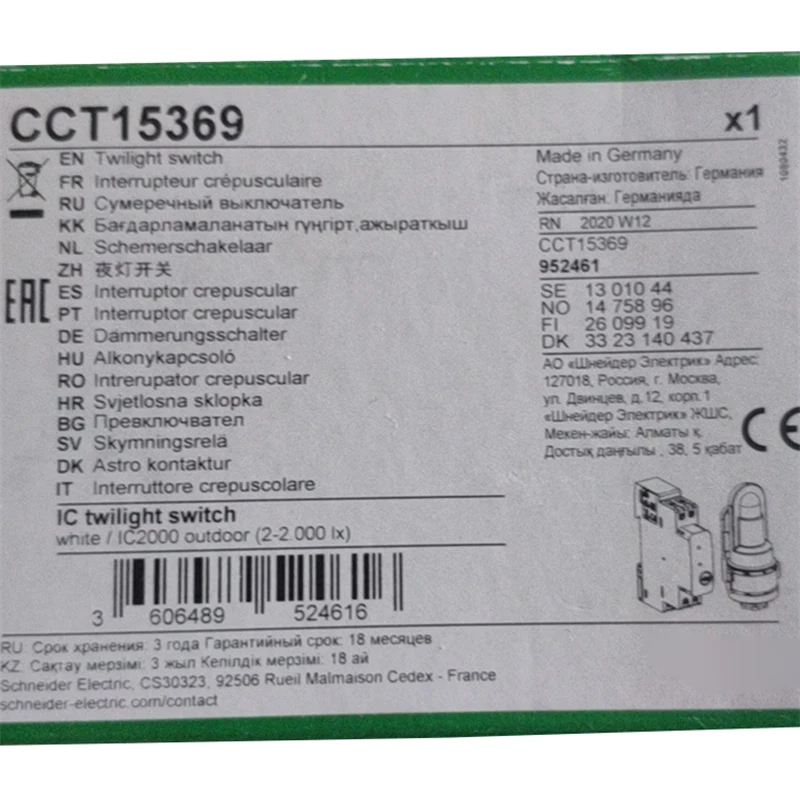 CCT15369
x1
EN Twilight switch
FR Interrupteur crépusculaire
RU Сумеречный выключатель
KK Бағдарламаланатын гүңгірт,ажыраткыш
NL Schemerschakelaar
ZH 夜灯开关
ES Interruptor crepuscular
PT Interruptor crepuscular
DE Dämmerungsschalter
HU Alkonykapcsoló
RO Intrerupator crepuscular
HR Svjetlosna sklopka
BG Превключвател
SV Skymningsrelä
DK Astro kontaktur
IT Interruttore crepuscolare
EAC
Made in Germany
Страна-изготовитель: Германия
Жасалған: Германияда
RN 2020 W12
CCT15369
952461
SE 13 010 44
NO 14 758 96
FI 26 099 19
DK 33 23 140 437
АО «Шнейдер Электрик» Адрес:
127018, Россия, г. Москва,
ул. Двинцев, д.12, корп.1
«Шнейдер Электрик» ЖШС,
Мекен-жайы: Алматы қ.
Достық даңғылы , 38, 5 қабат
CE
1060432
IC twilight switch
white / IC2000 outdoor (2-2.000 lx)
3 606489 524616
RU: Срок хранения: 3 года Гарантийный срок: 18 месяцев
KZ: Сақтау мерзімі: 3 жыл Кепілдік мерзімі: 18 ай
Schneider Electric, CS30323, 92506 Rueil Malmaison Cedex - France
schneider-electric.com/contact